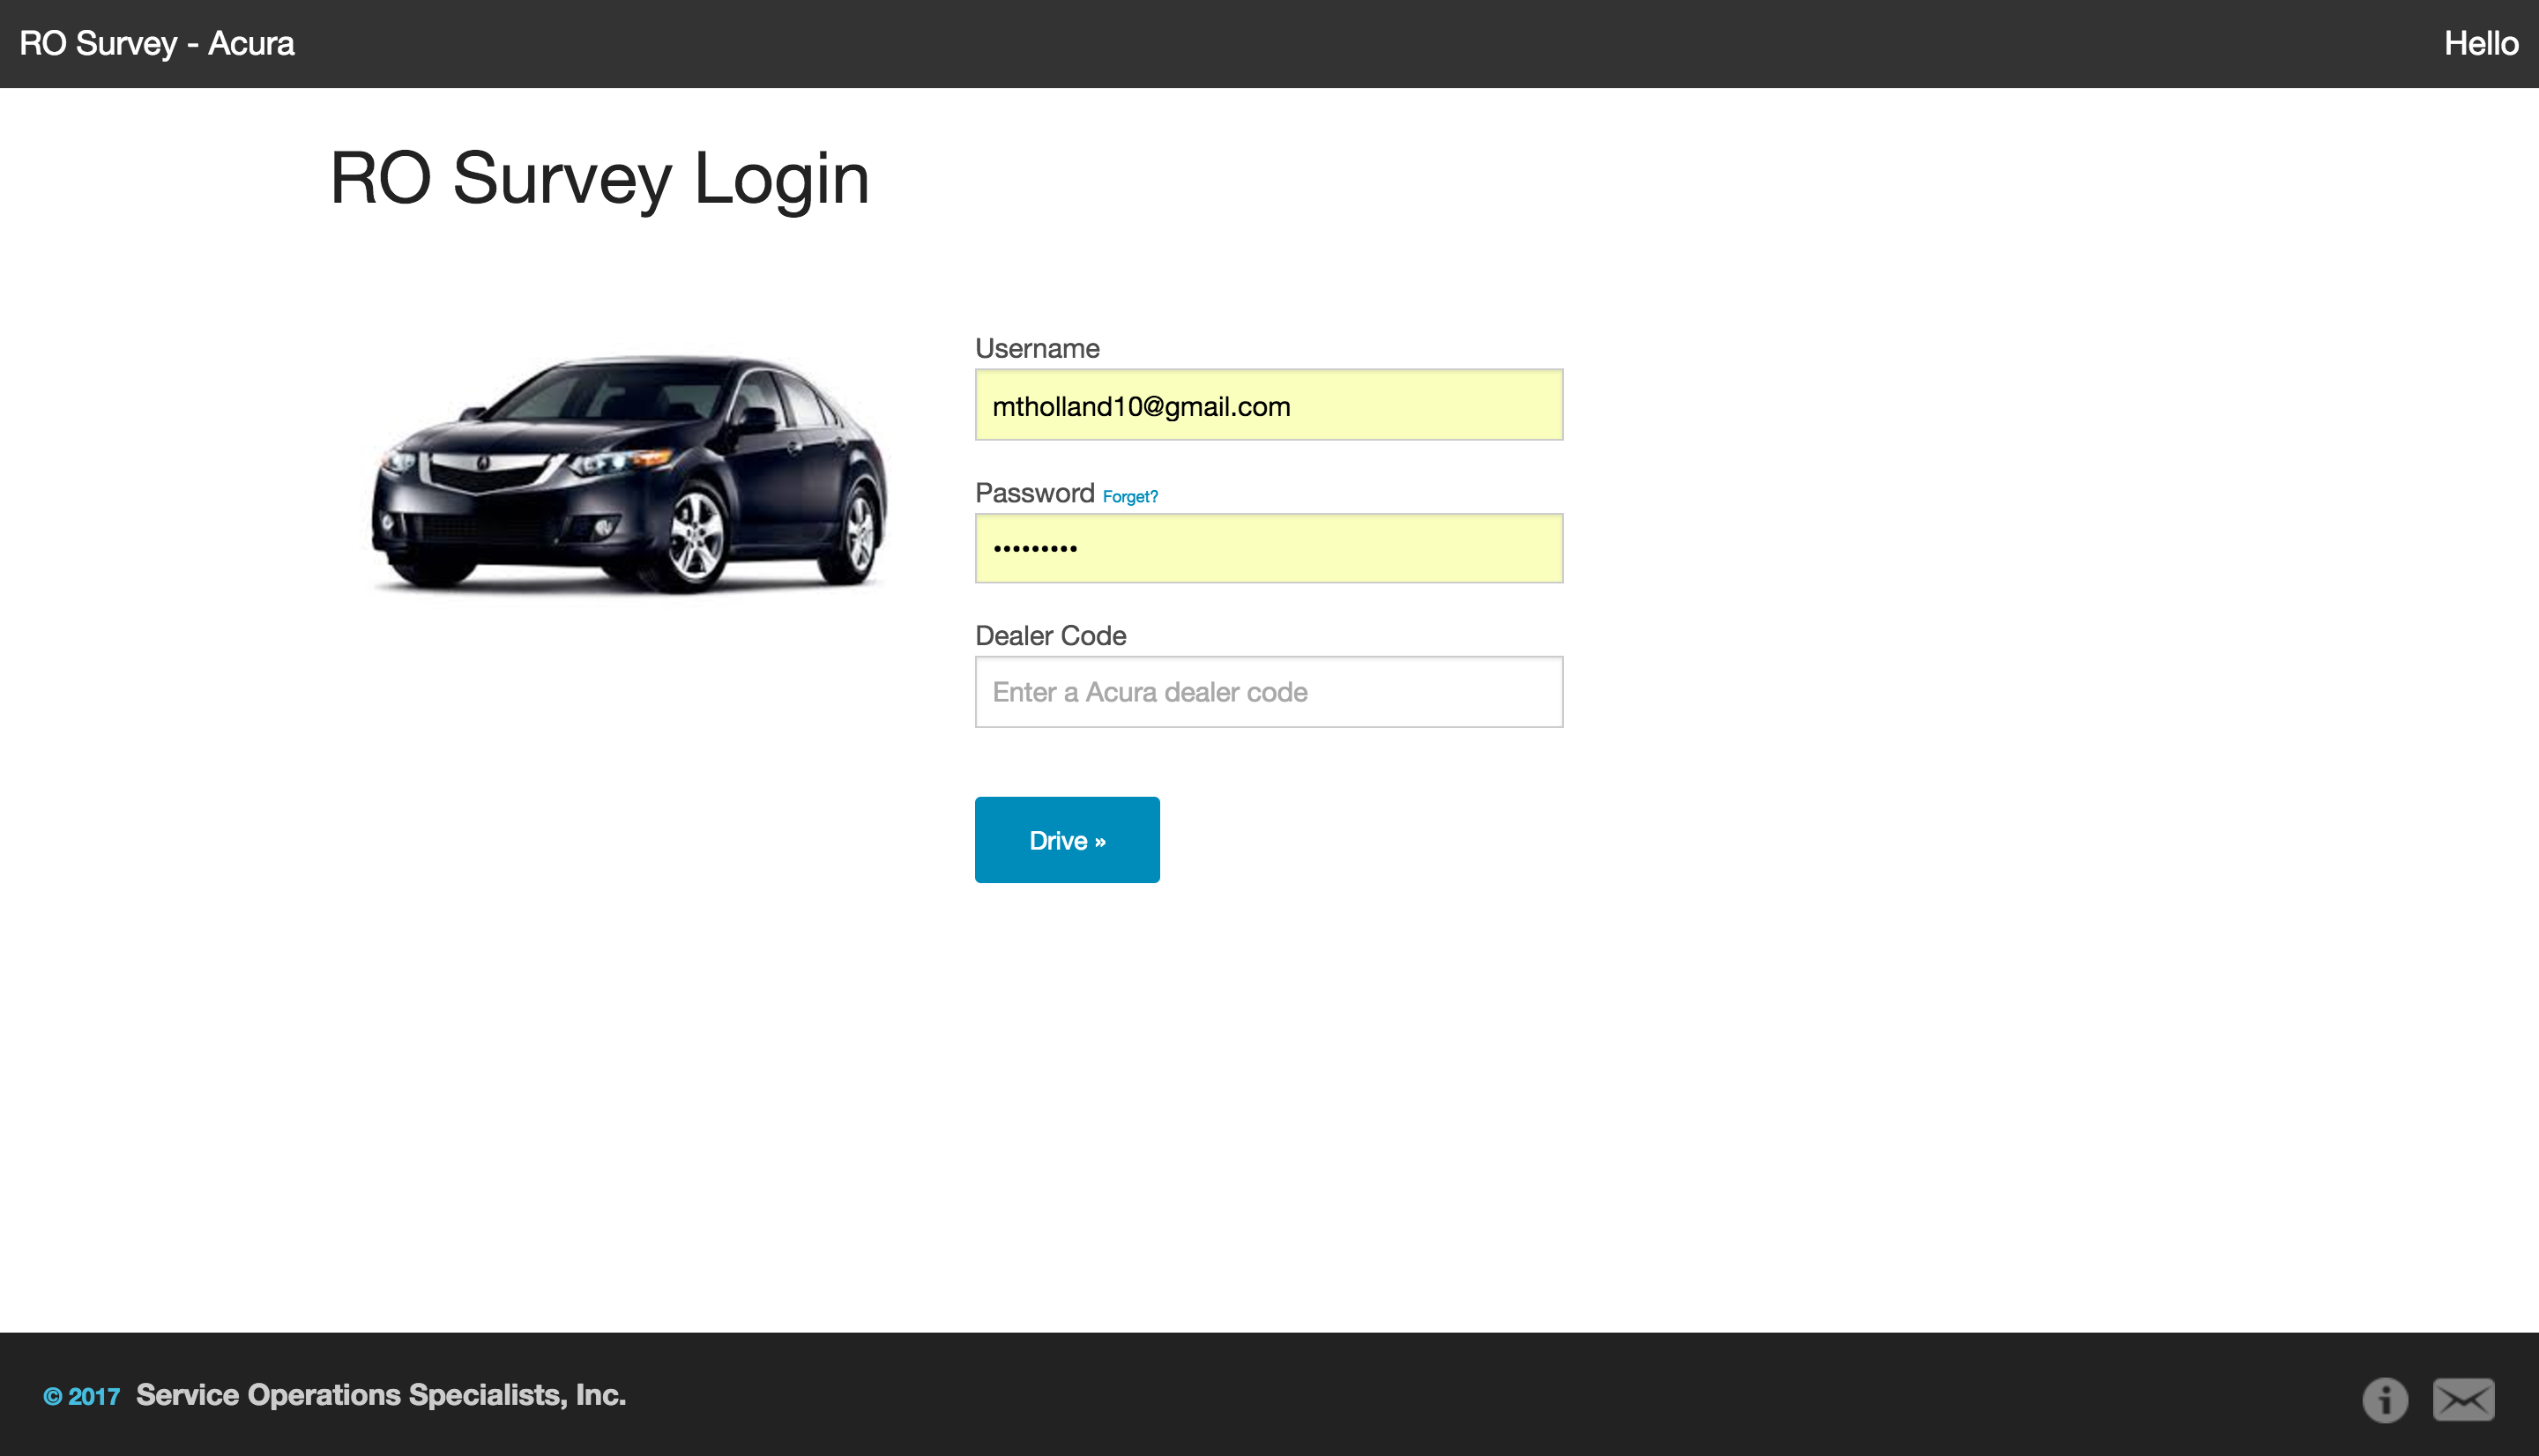 RO Survey - Acura
Hello
RO Survey Login
Username
mtholland10@gmail.com
Password Forget?
•••••••••
Dealer Code
Enter a Acura dealer code
Drive »
© 2017 Service Operations Specialists, Inc.